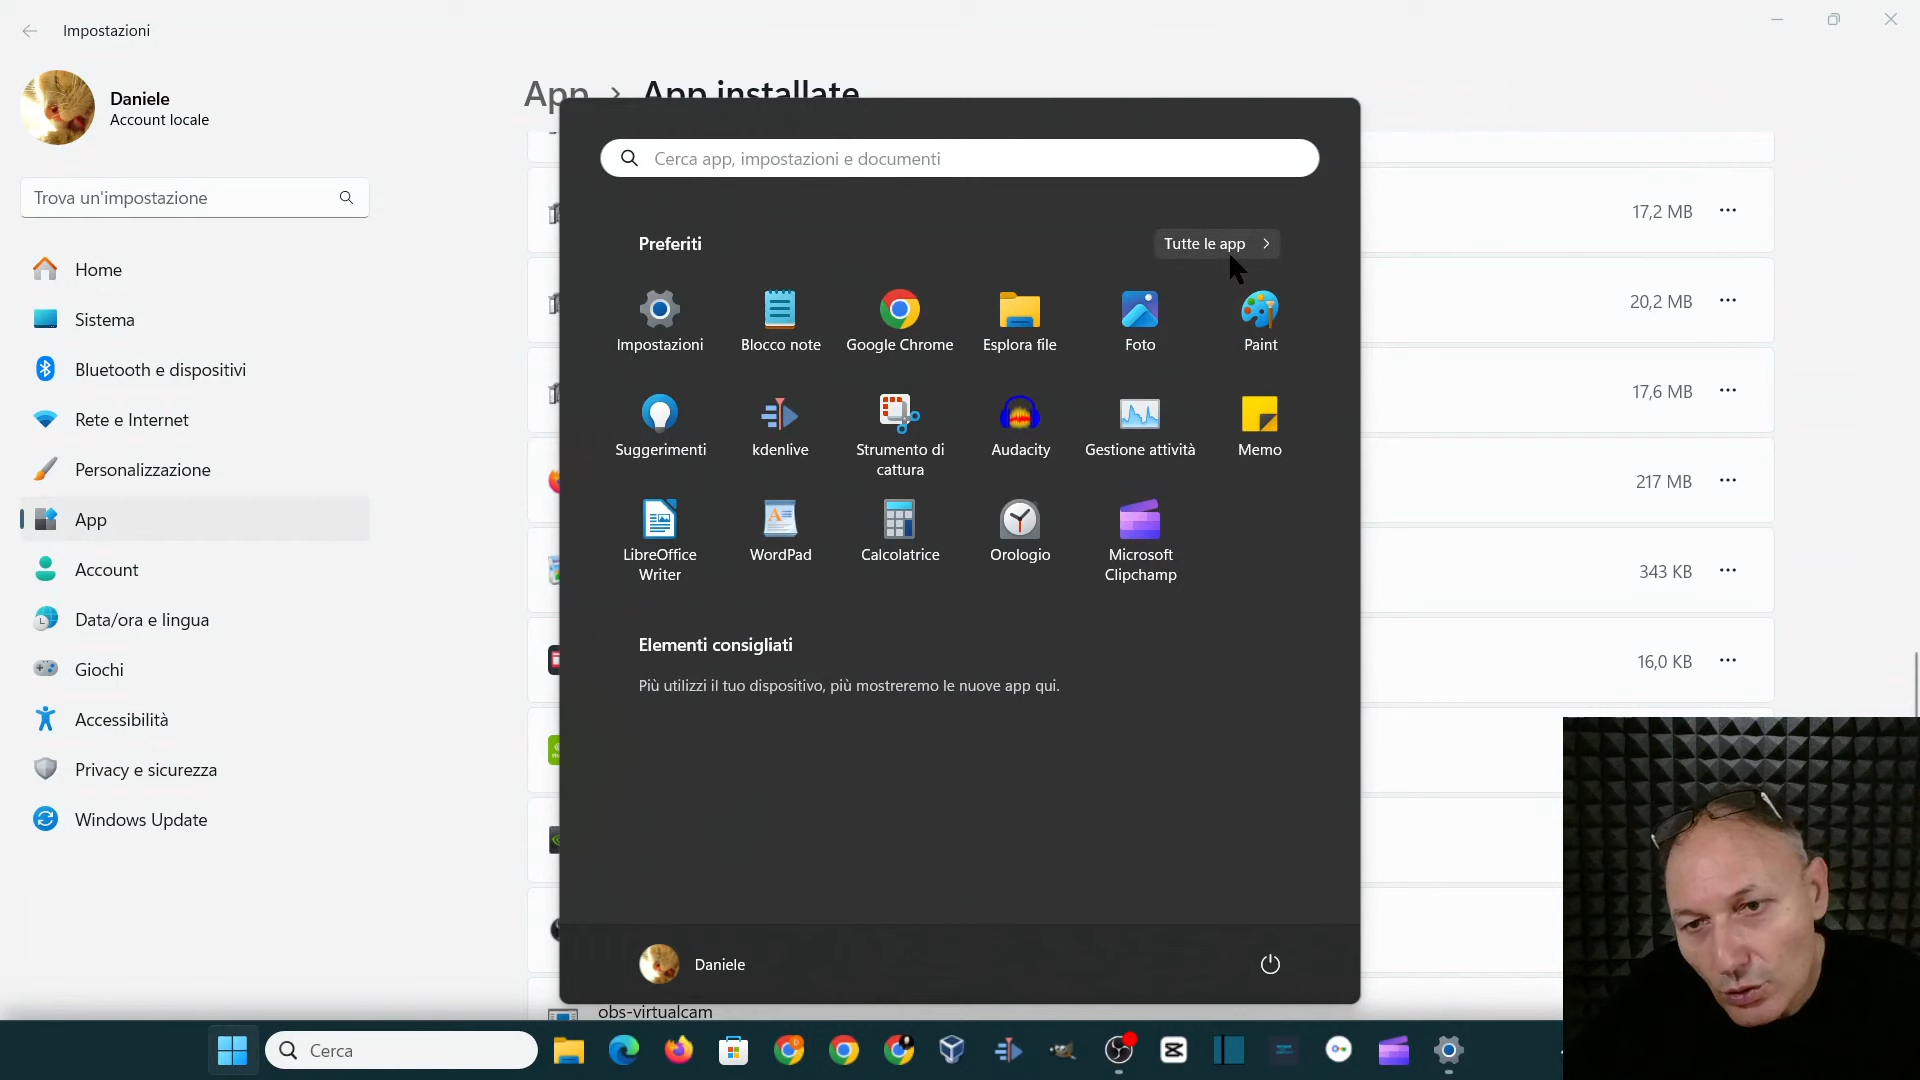 Impostazioni
Daniele
Account locale
Trova un'impostazione
Home
Sistema
Bluetooth e dispositivi
Rete e Internet
Personalizzazione
App
Account
Data/ora e lingua
Giochi
Accessibilità
Privacy e sicurezza
Windows Update
App > App installate
Cerca app, impostazioni e documenti
Preferiti
Tutte le app
Impostazioni
Blocco note
Google Chrome
Esplora file
Foto
Paint
Suggerimenti
kdenlive
Strumento di
cattura
Audacity
Gestione attività
Memo
LibreOffice
Writer
WordPad
Calcolatrice
Orologio
Microsoft
Clipchamp
Elementi consigliati
Più utilizzi il tuo dispositivo, più mostreremo le nuove app qui.
Daniele
17,2 MB
20,2 MB
17,6 MB
217 MB
343 KB
16,0 KB
obs-virtualcam
Cerca